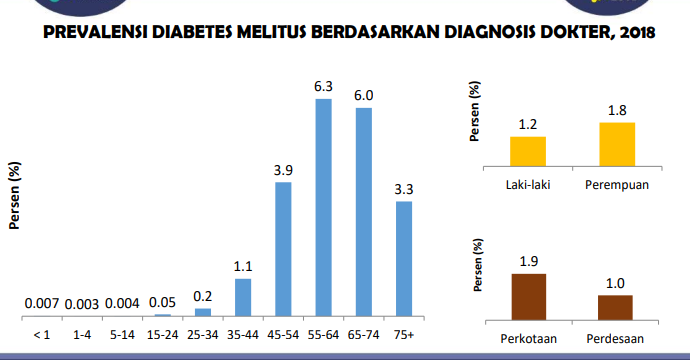 PREVALENSI DIABETES MELITUS BERDASARKAN DIAGNOSIS DOKTER, 2018
Persen (%)
0.007 0.003 0.004 0.05 0.2 1.1 3.9 6.3 6.0 3.3
< 1 1-4 5-14 15-24 25-34 35-44 45-54 55-64 65-74 75+
Persen (%)
1.2 1.8
Laki-laki Perempuan
Persen (%)
1.9 1.0
Perkotaan Perdesaan